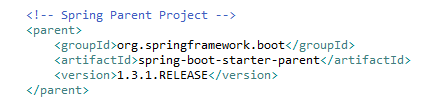 <!-- Spring Parent Project -->
<parent>
<groupId>org.springframework.boot</groupId>
<artifactId>spring-boot-starter-parent</artifactId>
<version>1.3.1.RELEASE</version>
</parent>